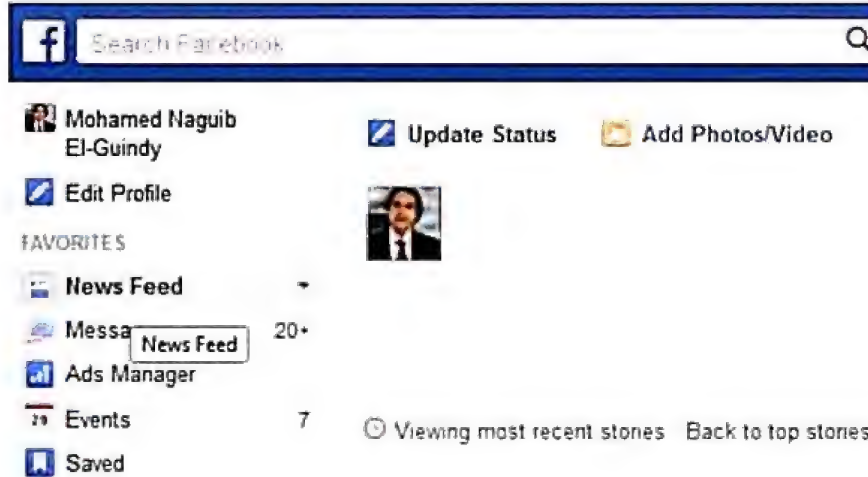 f Search Facebook
Mohamed Naguib
El-Guindy
Edit Profile
FAVORITES
News Feed
Messa 20+
News Feed
Ads Manager
29 Events 7
Saved
Update Status Add Photos/Video
Viewing most recent stories Back to top stories